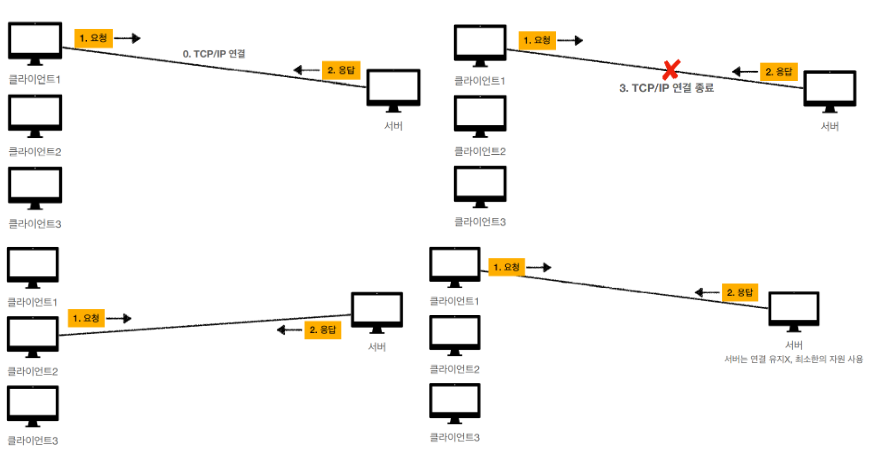 1. 요청
0. TCP/IP 연결
2. 응답
클라이언트1
서버
클라이언트2
클라이언트3
1. 요청
2. 응답
클라이언트1
3. TCP/IP 연결 종료
서버
클라이언트2
클라이언트3
클라이언트1
1. 요청
2. 응답
서버
클라이언트2
클라이언트3
1. 요청
2. 응답
클라이언트1
서버
서버는 연결 유지X, 최소한의 자원 사용
클라이언트2
클라이언트3